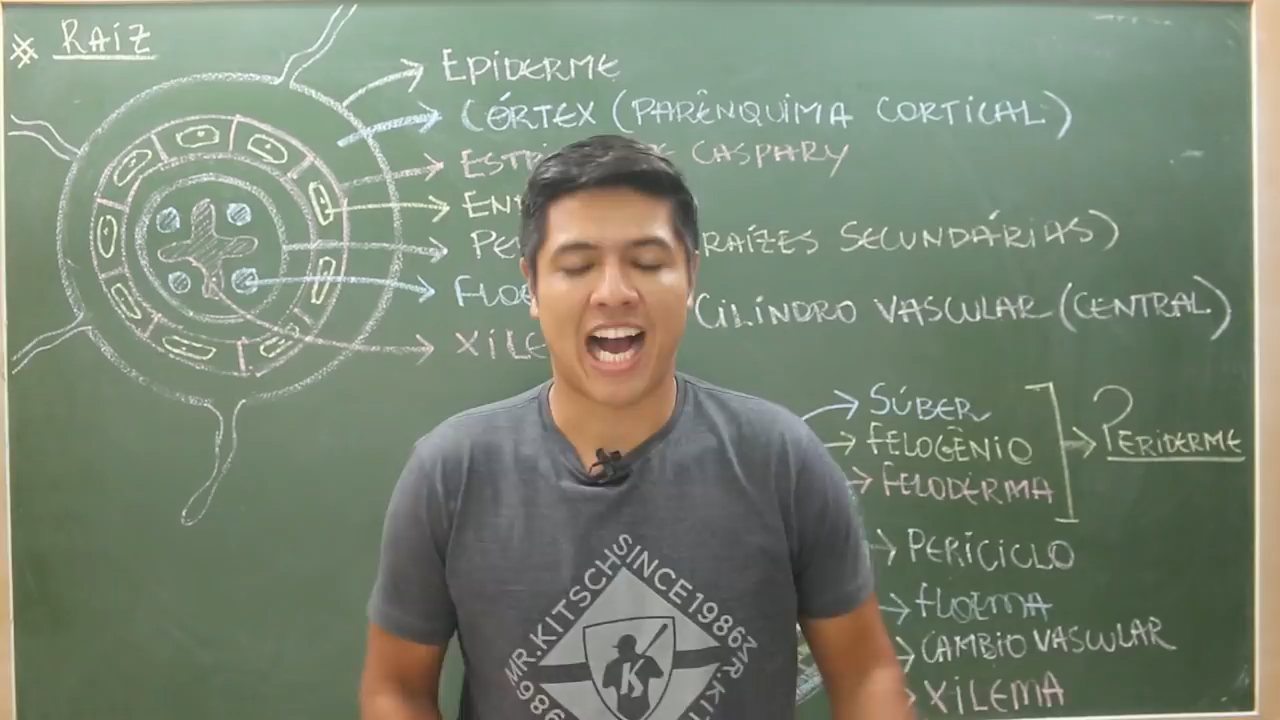 # RAIZ
EPIDERME
CÓRTEX (PARÊNQUIMA CORTICAL)
CASPARY
RAÍZES SECUNDÁRIAS)
CILÍNDRO VASCULAR (CENTRAL)
SÚBER
FELOGÊNIO
FELODERMA
PERIDERME
PERICICLO
FLOEMA
CAMBIO VASCULAR
XILEMA
MR.KITSCH SINCE 1986